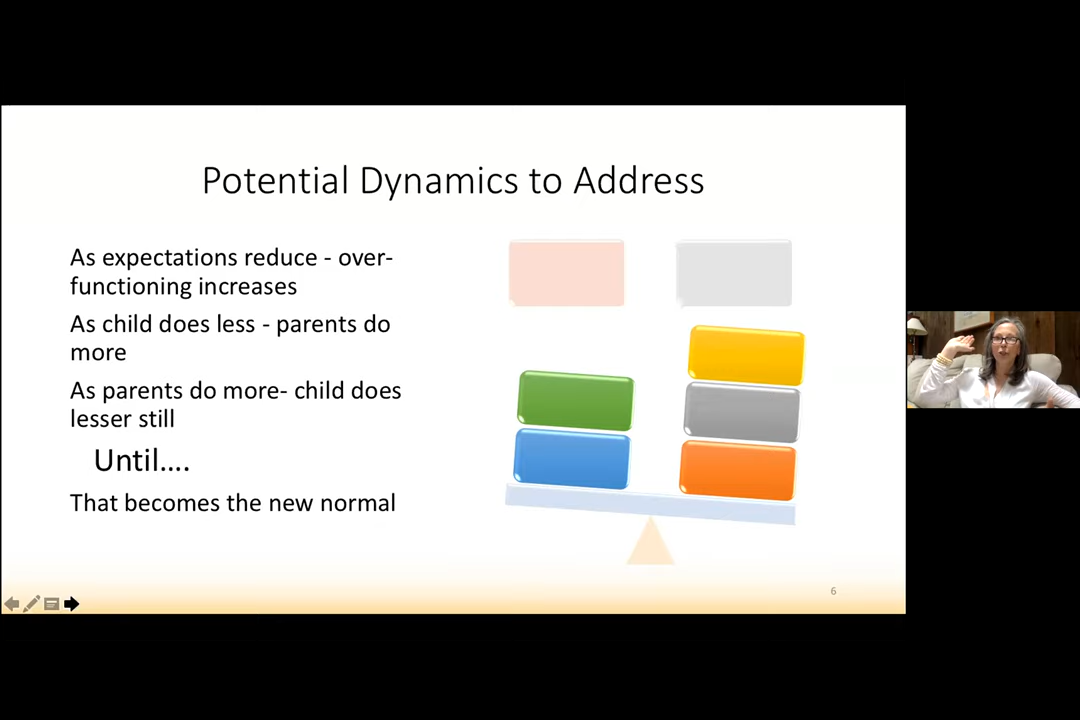 Potential Dynamics to Address
As expectations reduce - over-
functioning increases
As child does less - parents do
more
As parents do more- child does
lesser still
Until....
That becomes the new normal
6